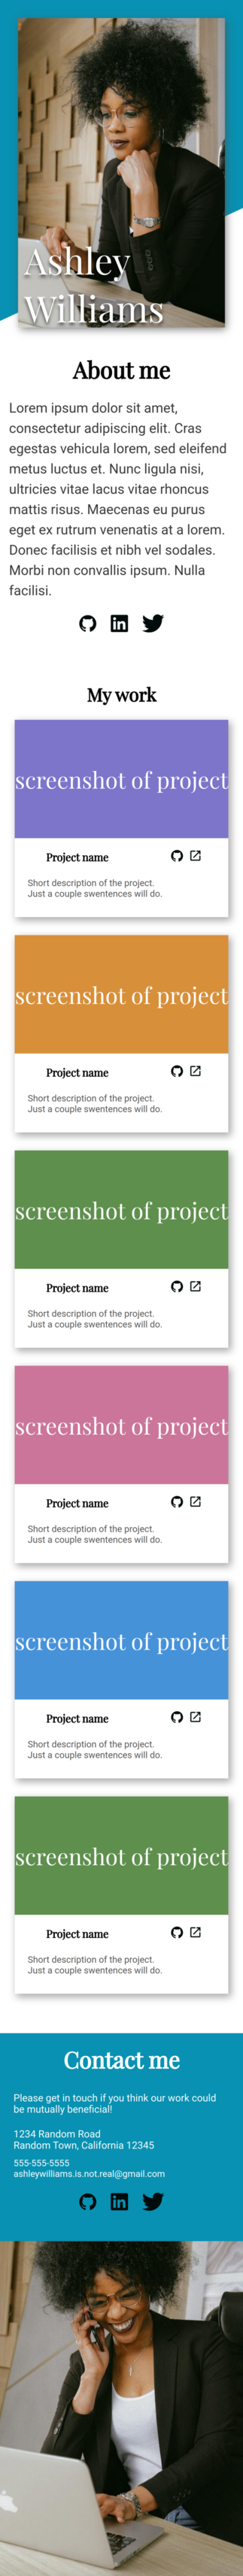 Ashley
Williams
About me
Lorem ipsum dolor sit amet,
consectetur adipiscing elit. Cras
egestas vehicula lorem, sed eleifend
metus luctus et. Nunc ligula nisi,
ultricies vitae lacus vitae rhoncus
mattis risus. Maecenas eu purus
eget ex rutrum venenatis at a lorem.
Donec facilisis et nibh vel sodales.
Morbi non convallis ipsum. Nulla
facilisi.
in
My work
screenshot of project
Project name
Short description of the project.
Just a couple swentences will do.
screenshot of project
Project name
Short description of the project.
Just a couple swentences will do.
screenshot of project
Project name
Short description of the project.
Just a couple swentences will do.
screenshot of project
Project name
Short description of the project.
Just a couple swentences will do.
screenshot of project
Project name
Short description of the project.
Just a couple swentences will do.
screenshot of project
Project name
Short description of the project.
Just a couple swentences will do.
Contact me
Please get in touch if you think our work could
be mutually beneficial!
1234 Random Road
Random Town, California 12345
555-555-5555
ashleywilliams.is.not.real@gmail.com
in